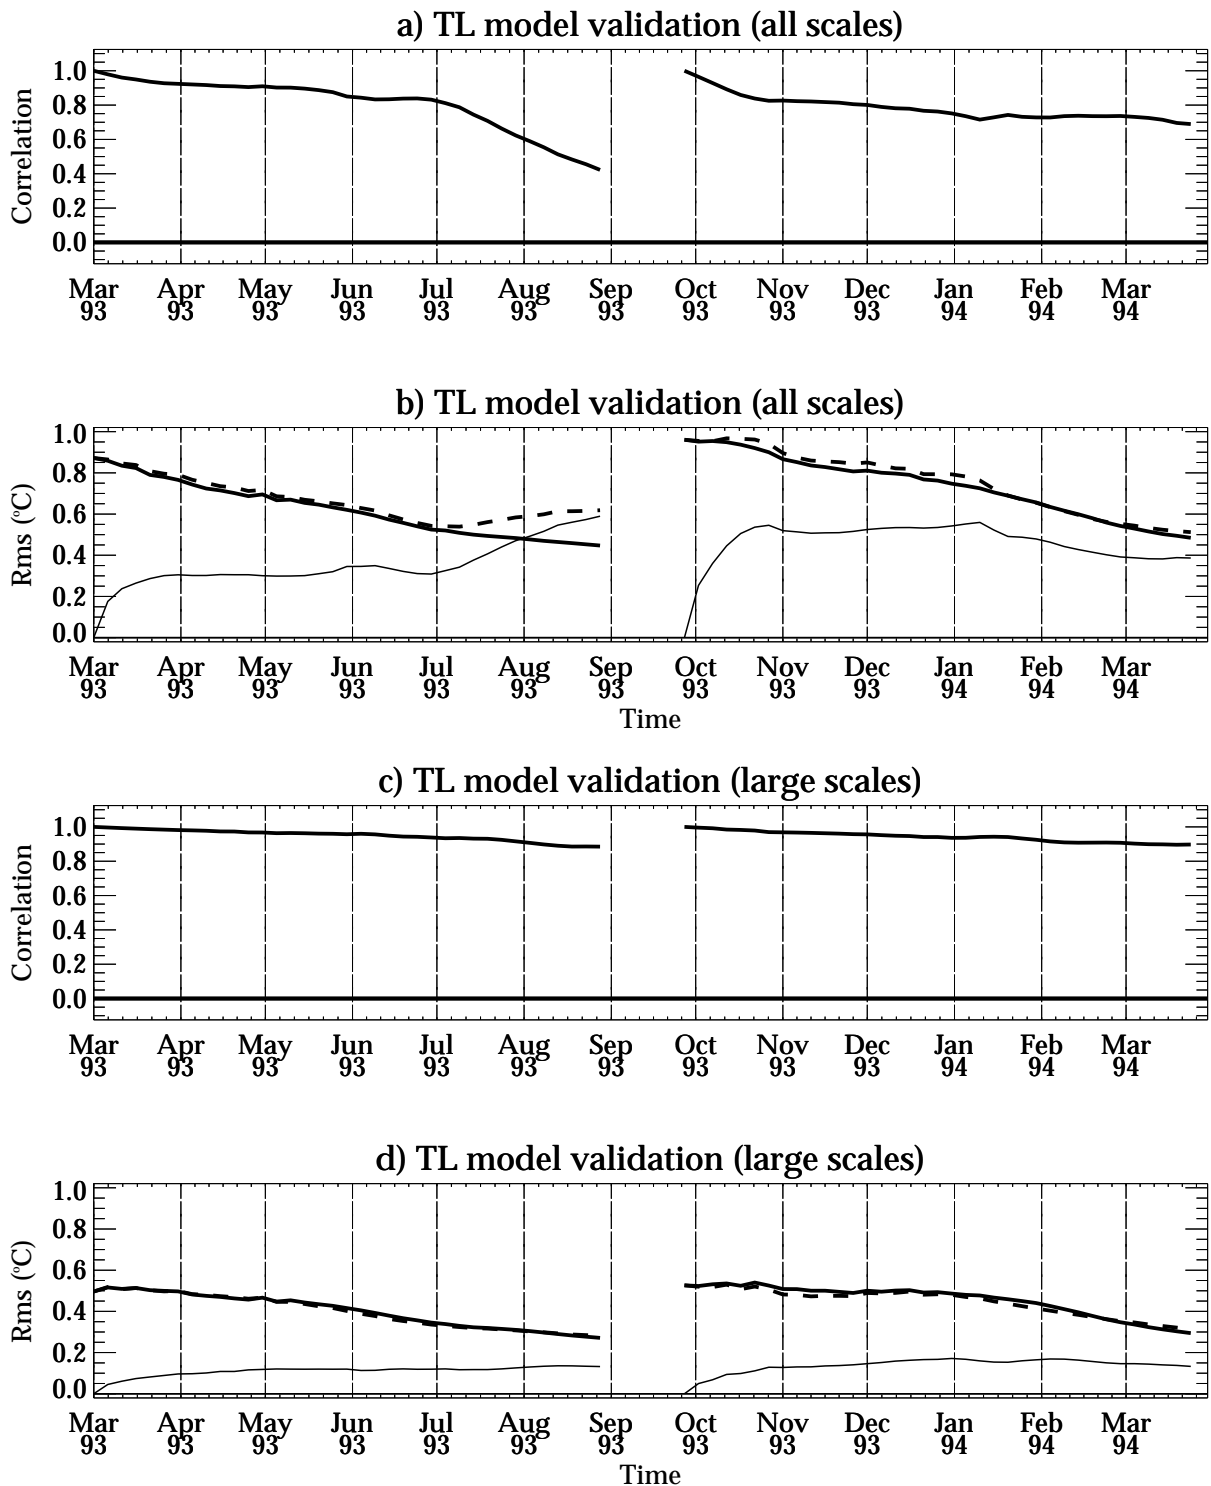 a) TL model validation (all scales)
Correlation
1.0
0.8
0.6
0.4
0.2
0.0
Mar Apr May Jun Jul Aug Sep Oct Nov Dec Jan Feb Mar
93 93 93 93 93 93 93 93 93 93 94 94 94
b) TL model validation (all scales)
Rms (°C)
1.0
0.8
0.6
0.4
0.2
0.0
Mar Apr May Jun Jul Aug Sep Oct Nov Dec Jan Feb Mar
93 93 93 93 93 93 93 93 93 93 94 94 94
Time
c) TL model validation (large scales)
Correlation
1.0
0.8
0.6
0.4
0.2
0.0
Mar Apr May Jun Jul Aug Sep Oct Nov Dec Jan Feb Mar
93 93 93 93 93 93 93 93 93 93 94 94 94
d) TL model validation (large scales)
Rms (°C)
1.0
0.8
0.6
0.4
0.2
0.0
Mar Apr May Jun Jul Aug Sep Oct Nov Dec Jan Feb Mar
93 93 93 93 93 93 93 93 93 93 94 94 94
Time